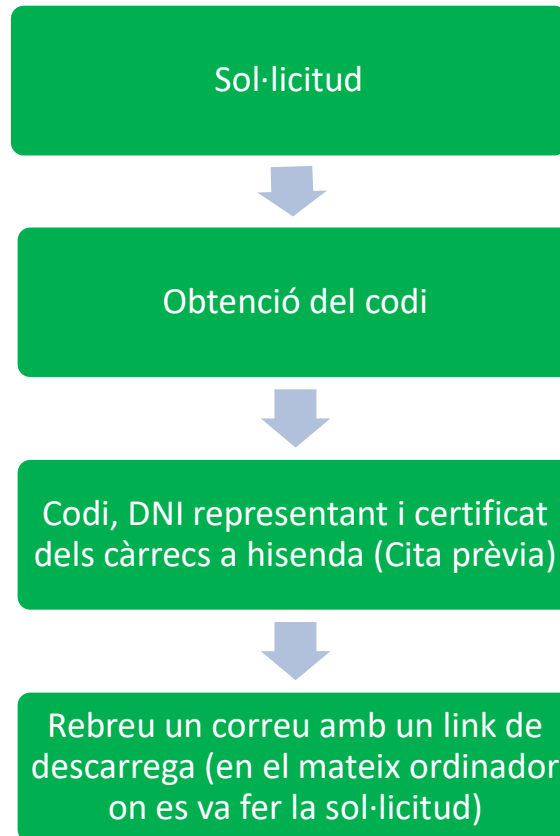 Sol·licitud
Obtenció del codi
Codi, DNI representant i certificat
dels càrrecs a hisenda (Cita prèvia)
Rebreu un correu amb un link de
descarrega (en el mateix ordinador
on es va fer la sol·licitud)